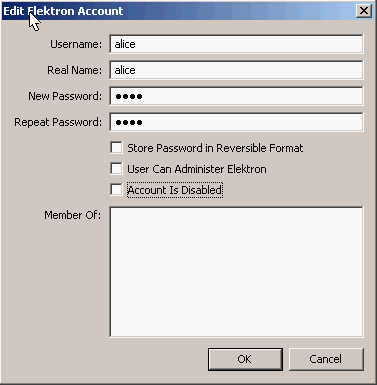 Edit Elektron Account
Username: alice
Real Name: alice
New Password: ●●●●
Repeat Password: ●●●●
Store Password in Reversible Format
User Can Administer Elektron
Account Is Disabled
Member Of:
OK Cancel